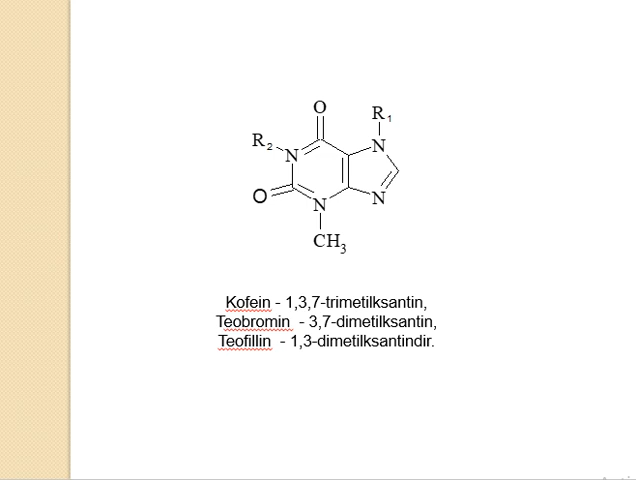 O
R₁
R₂
N
N
O
N
N
CH₃
Kofein - 1,3,7-trimetilksantin,
Teobromin - 3,7-dimetilksantin,
Teofillin - 1,3-dimetilksantindir.